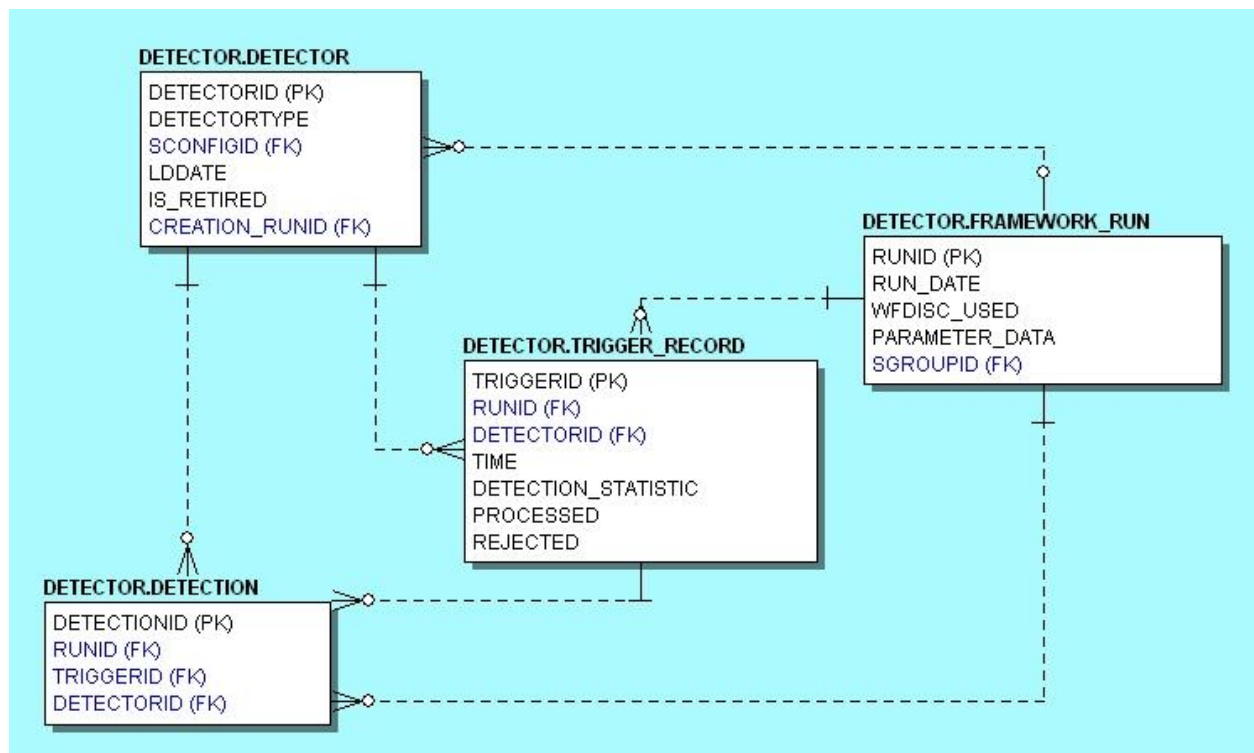 DETECTOR.DETECTOR
DETECTORID (PK)
DETECTORTYPE
SCONFIGID (FK)
LDDATE
IS_RETIRED
CREATION_RUNID (FK)
DETECTOR.FRAMEWORK_RUN
RUNID (PK)
RUN_DATE
WFDISC_USED
PARAMETER_DATA
SGROUPID (FK)
DETECTOR.TRIGGER_RECORD
TRIGGERID (PK)
RUNID (FK)
DETECTORID (FK)
TIME
DETECTION_STATISTIC
PROCESSED
REJECTED
DETECTOR.DETECTION
DETECTIONID (PK)
RUNID (FK)
TRIGGERID (FK)
DETECTORID (FK)